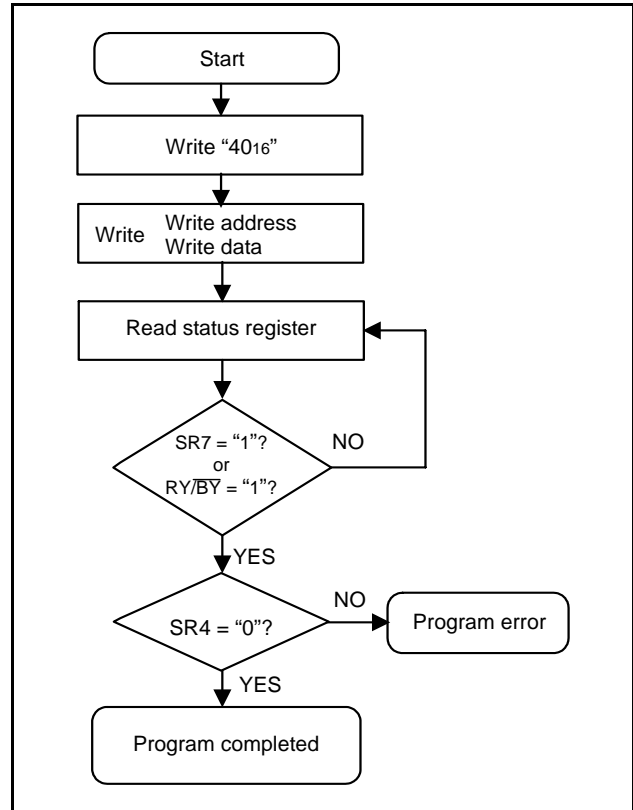 Start
Write “40₁₆”
Write Write address
Write data
Read status register
SR7 = “1”?
or
RY/B̅Y̅ = “1”?
NO
YES
SR4 = “0”?
NO
Program error
YES
Program completed